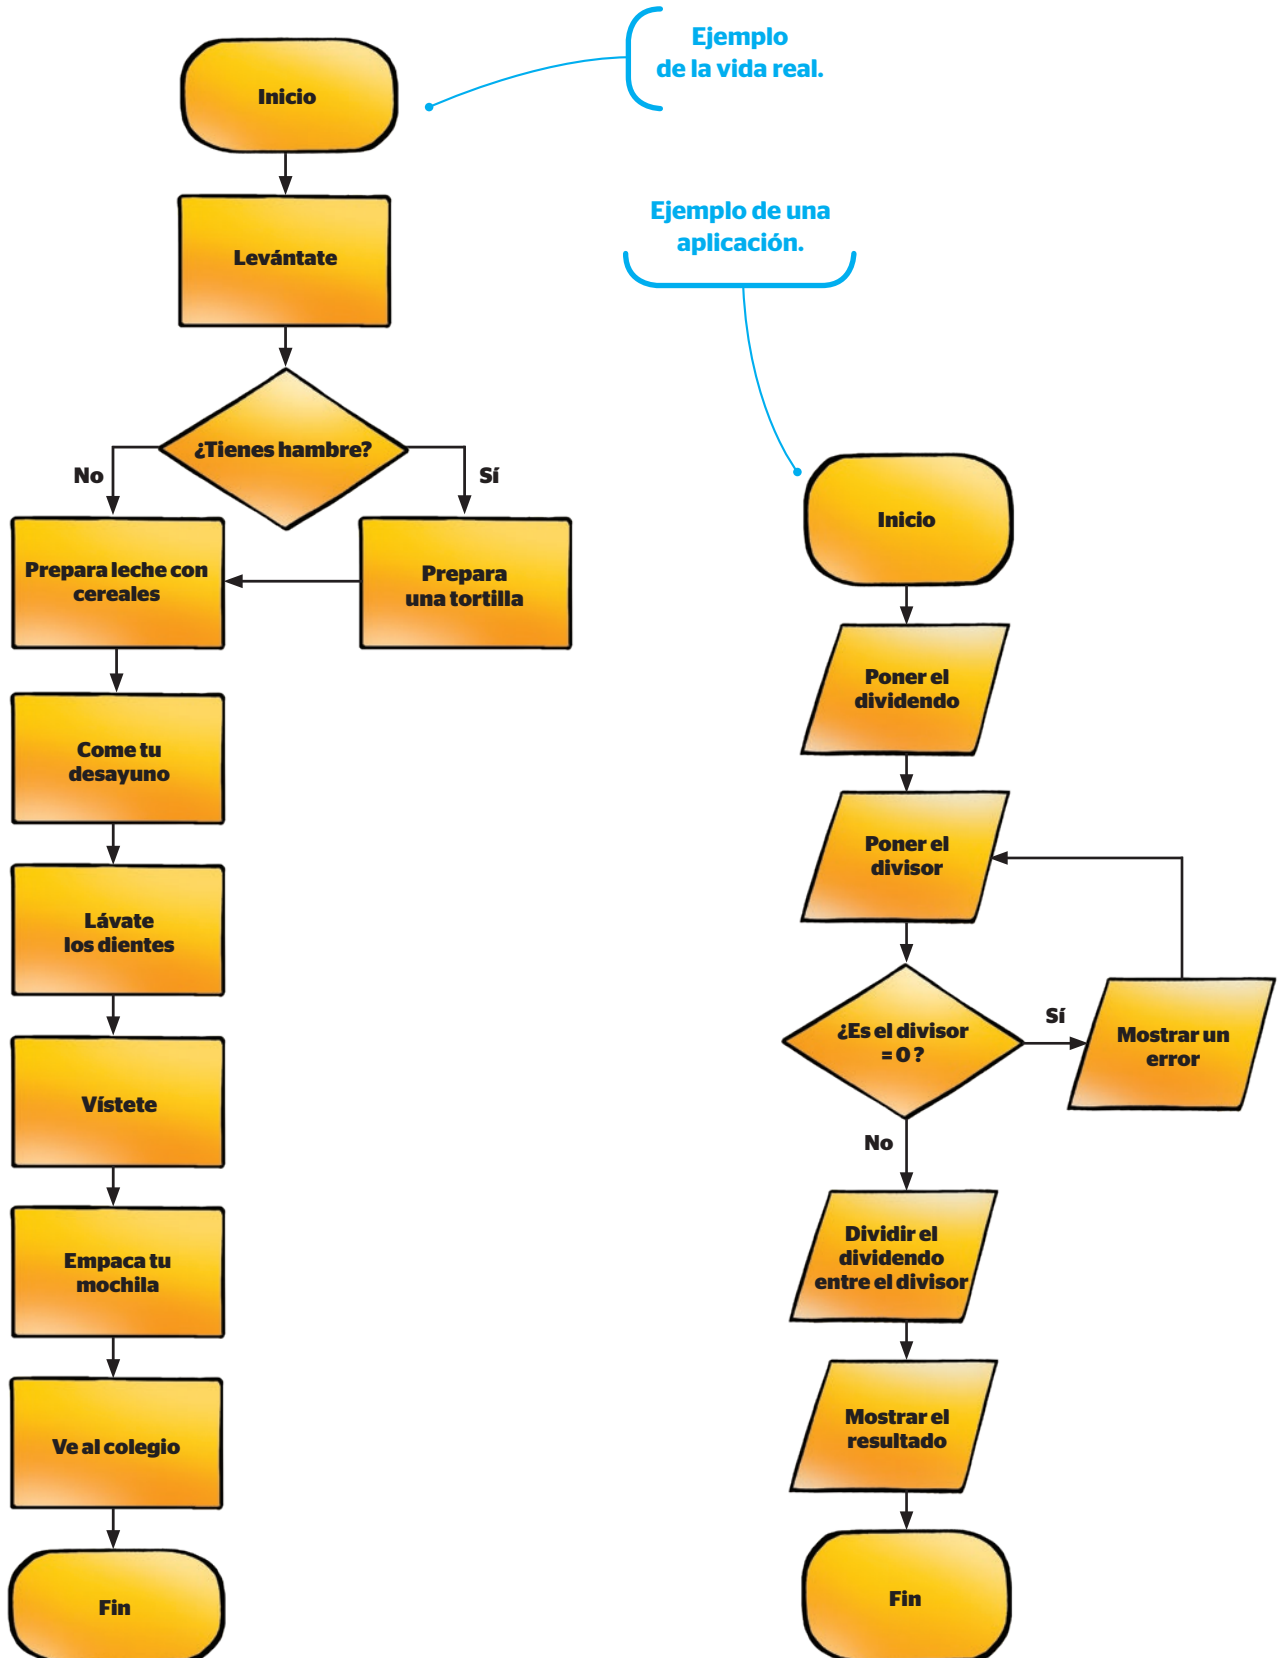 Ejemplo
de la vida real.
Inicio
Levántate
¿Tienes hambre?
No
Sí
Prepara leche con
cereales
Prepara
una tortilla
Come tu
desayuno
Lávate
los dientes
Vístete
Empaca tu
mochila
Ve al colegio
Fin
Ejemplo de una
aplicación.
Inicio
Poner el
dividendo
Poner el
divisor
¿Es el divisor
= 0 ?
Sí
Mostrar un
error
No
Dividir el
dividendo
entre el divisor
Mostrar el
resultado
Fin